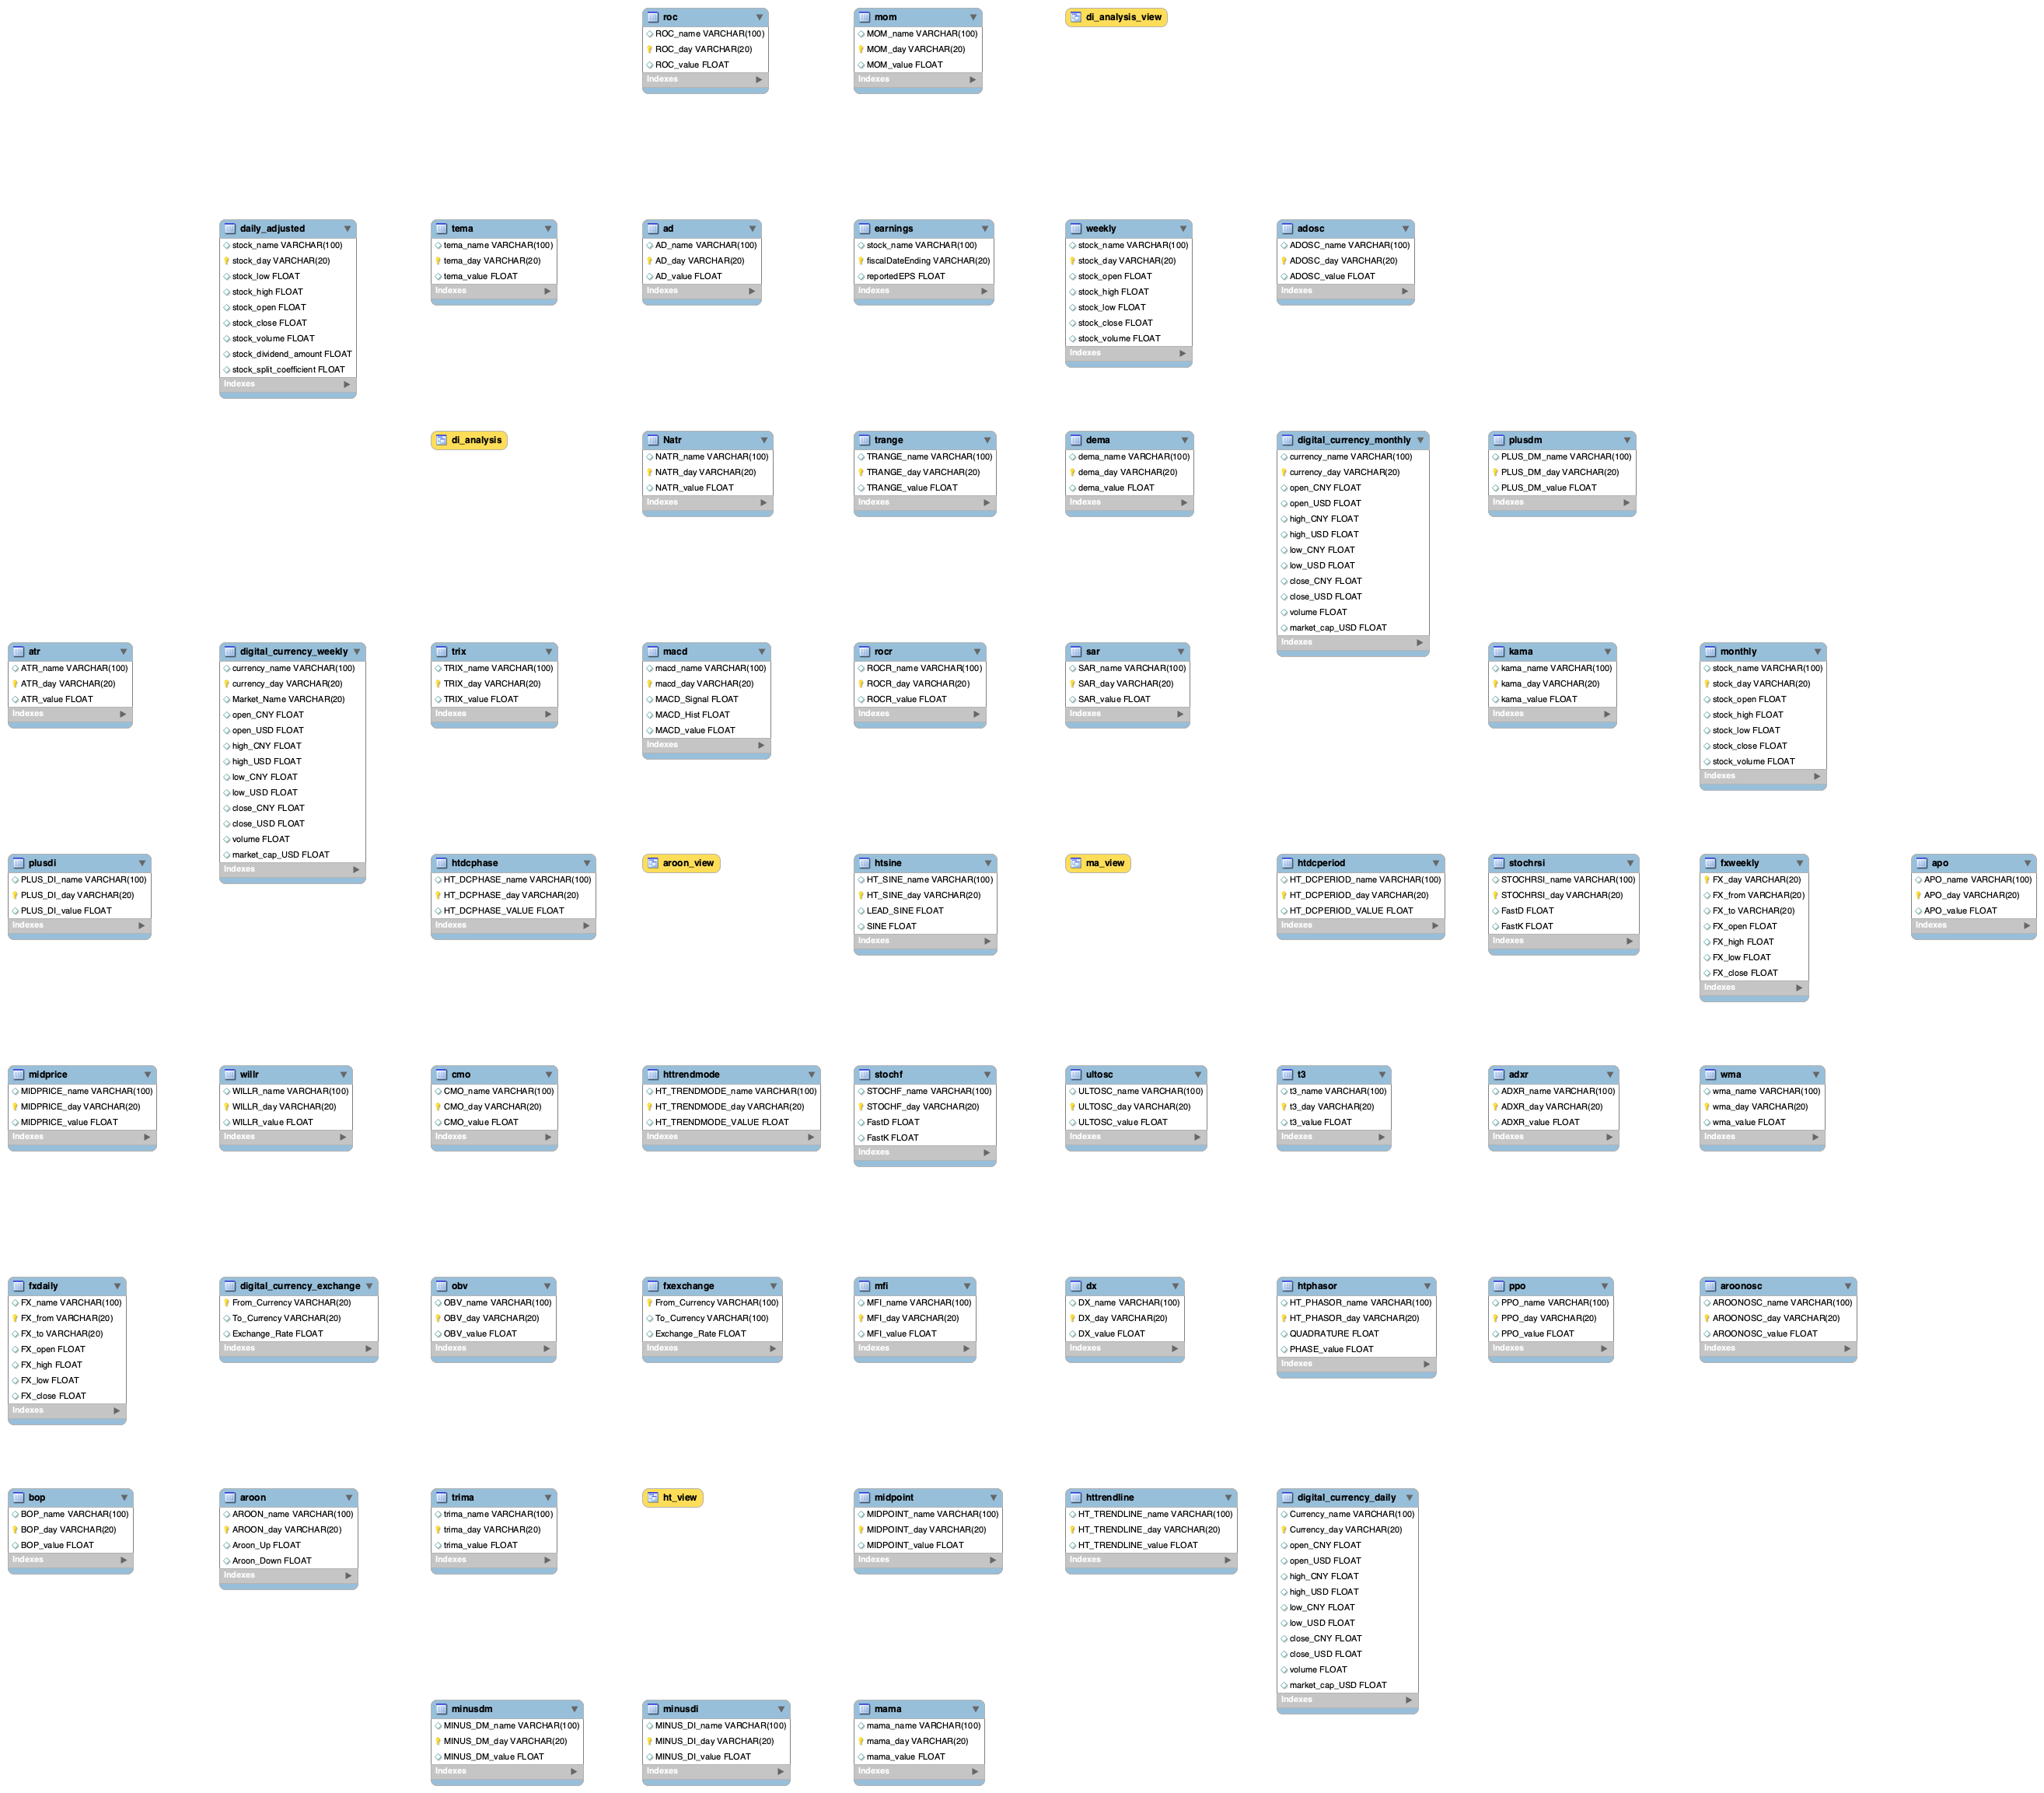 roc
ROC_name VARCHAR(100)
ROC_day VARCHAR(20)
ROC_value FLOAT
Indexes
mom
MOM_name VARCHAR(100)
MOM_day VARCHAR(20)
MOM_value FLOAT
Indexes
di_analysis_view
daily_adjusted
stock_name VARCHAR(100)
stock_day VARCHAR(20)
stock_low FLOAT
stock_high FLOAT
stock_open FLOAT
stock_close FLOAT
stock_volume FLOAT
stock_dividend_amount FLOAT
stock_split_coefficient FLOAT
Indexes
tema
tema_name VARCHAR(100)
tema_day VARCHAR(20)
tema_value FLOAT
Indexes
ad
AD_name VARCHAR(100)
AD_day VARCHAR(20)
AD_value FLOAT
Indexes
earnings
stock_name VARCHAR(100)
fiscalDateEnding VARCHAR(20)
reportedEPS FLOAT
Indexes
weekly
stock_name VARCHAR(100)
stock_day VARCHAR(20)
stock_open FLOAT
stock_high FLOAT
stock_low FLOAT
stock_close FLOAT
stock_volume FLOAT
Indexes
adosc
ADOSC_name VARCHAR(100)
ADOSC_day VARCHAR(20)
ADOSC_value FLOAT
Indexes
di_analysis
Natr
NATR_name VARCHAR(100)
NATR_day VARCHAR(20)
NATR_value FLOAT
Indexes
trange
TRANGE_name VARCHAR(100)
TRANGE_day VARCHAR(20)
TRANGE_value FLOAT
Indexes
dema
dema_name VARCHAR(100)
dema_day VARCHAR(20)
dema_value FLOAT
Indexes
digital_currency_monthly
currency_name VARCHAR(100)
currency_day VARCHAR(20)
open_CNY FLOAT
open_USD FLOAT
high_CNY FLOAT
high_USD FLOAT
low_CNY FLOAT
low_USD FLOAT
close_CNY FLOAT
close_USD FLOAT
volume FLOAT
market_cap_USD FLOAT
Indexes
plusdm
PLUS_DM_name VARCHAR(100)
PLUS_DM_day VARCHAR(20)
PLUS_DM_value FLOAT
Indexes
atr
ATR_name VARCHAR(100)
ATR_day VARCHAR(20)
ATR_value FLOAT
Indexes
digital_currency_weekly
currency_name VARCHAR(100)
currency_day VARCHAR(20)
Market_Name VARCHAR(20)
open_CNY FLOAT
open_USD FLOAT
high_CNY FLOAT
high_USD FLOAT
low_CNY FLOAT
low_USD FLOAT
close_CNY FLOAT
close_USD FLOAT
volume FLOAT
market_cap_USD FLOAT
Indexes
trix
TRIX_name VARCHAR(100)
TRIX_day VARCHAR(20)
TRIX_value FLOAT
Indexes
macd
macd_name VARCHAR(100)
macd_day VARCHAR(20)
MACD_Signal FLOAT
MACD_Hist FLOAT
MACD_value FLOAT
Indexes
rocr
ROCR_name VARCHAR(100)
ROCR_day VARCHAR(20)
ROCR_value FLOAT
Indexes
sar
SAR_name VARCHAR(100)
SAR_day VARCHAR(20)
SAR_value FLOAT
Indexes
kama
kama_name VARCHAR(100)
kama_day VARCHAR(20)
kama_value FLOAT
Indexes
monthly
stock_name VARCHAR(100)
stock_day VARCHAR(20)
stock_open FLOAT
stock_high FLOAT
stock_low FLOAT
stock_close FLOAT
stock_volume FLOAT
Indexes
plusdi
PLUS_DI_name VARCHAR(100)
PLUS_DI_day VARCHAR(20)
PLUS_DI_value FLOAT
Indexes
htdcphase
HT_DCPHASE_name VARCHAR(100)
HT_DCPHASE_day VARCHAR(20)
HT_DCPHASE_VALUE FLOAT
Indexes
aroon_view
htsine
HT_SINE_name VARCHAR(100)
HT_SINE_day VARCHAR(20)
LEAD_SINE FLOAT
SINE FLOAT
Indexes
ma_view
htdcperiod
HT_DCPERIOD_name VARCHAR(100)
HT_DCPERIOD_day VARCHAR(20)
HT_DCPERIOD_VALUE FLOAT
Indexes
stochrsi
STOCHRSI_name VARCHAR(100)
STOCHRSI_day VARCHAR(20)
FastD FLOAT
FastK FLOAT
Indexes
fxweekly
FX_day VARCHAR(20)
FX_from VARCHAR(20)
FX_to VARCHAR(20)
FX_open FLOAT
FX_high FLOAT
FX_low FLOAT
FX_close FLOAT
Indexes
apo
APO_name VARCHAR(100)
APO_day VARCHAR(20)
APO_value FLOAT
Indexes
midprice
MIDPRICE_name VARCHAR(100)
MIDPRICE_day VARCHAR(20)
MIDPRICE_value FLOAT
Indexes
willr
WILLR_name VARCHAR(100)
WILLR_day VARCHAR(20)
WILLR_value FLOAT
Indexes
cmo
CMO_name VARCHAR(100)
CMO_day VARCHAR(20)
CMO_value FLOAT
Indexes
httrendmode
HT_TRENDMODE_name VARCHAR(100)
HT_TRENDMODE_day VARCHAR(20)
HT_TRENDMODE_VALUE FLOAT
Indexes
stochf
STOCHF_name VARCHAR(100)
STOCHF_day VARCHAR(20)
FastD FLOAT
FastK FLOAT
Indexes
ultosc
ULTOSC_name VARCHAR(100)
ULTOSC_day VARCHAR(20)
ULTOSC_value FLOAT
Indexes
t3
t3_name VARCHAR(100)
t3_day VARCHAR(20)
t3_value FLOAT
Indexes
adxr
ADXR_name VARCHAR(100)
ADXR_day VARCHAR(20)
ADXR_value FLOAT
Indexes
wma
wma_name VARCHAR(100)
wma_day VARCHAR(20)
wma_value FLOAT
Indexes
fxdaily
FX_name VARCHAR(100)
FX_from VARCHAR(20)
FX_to VARCHAR(20)
FX_open FLOAT
FX_high FLOAT
FX_low FLOAT
FX_close FLOAT
Indexes
digital_currency_exchange
From_Currency VARCHAR(20)
To_Currency VARCHAR(20)
Exchange_Rate FLOAT
Indexes
obv
OBV_name VARCHAR(100)
OBV_day VARCHAR(20)
OBV_value FLOAT
Indexes
fxexchange
From_Currency VARCHAR(100)
To_Currency VARCHAR(100)
Exchange_Rate FLOAT
Indexes
mfi
MFI_name VARCHAR(100)
MFI_day VARCHAR(20)
MFI_value FLOAT
Indexes
dx
DX_name VARCHAR(100)
DX_day VARCHAR(20)
DX_value FLOAT
Indexes
htphasor
HT_PHASOR_name VARCHAR(100)
HT_PHASOR_day VARCHAR(20)
QUADRATURE FLOAT
PHASE_value FLOAT
Indexes
ppo
PPO_name VARCHAR(100)
PPO_day VARCHAR(20)
PPO_value FLOAT
Indexes
aroonosc
AROONOSC_name VARCHAR(100)
AROONOSC_day VARCHAR(20)
AROONOSC_value FLOAT
Indexes
bop
BOP_name VARCHAR(100)
BOP_day VARCHAR(20)
BOP_value FLOAT
Indexes
aroon
AROON_name VARCHAR(100)
AROON_day VARCHAR(20)
Aroon_Up FLOAT
Aroon_Down FLOAT
Indexes
trima
trima_name VARCHAR(100)
trima_day VARCHAR(20)
trima_value FLOAT
Indexes
ht_view
midpoint
MIDPOINT_name VARCHAR(100)
MIDPOINT_day VARCHAR(20)
MIDPOINT_value FLOAT
Indexes
httrendline
HT_TRENDLINE_name VARCHAR(100)
HT_TRENDLINE_day VARCHAR(20)
HT_TRENDLINE_value FLOAT
Indexes
digital_currency_daily
Currency_name VARCHAR(100)
Currency_day VARCHAR(20)
open_CNY FLOAT
open_USD FLOAT
high_CNY FLOAT
high_USD FLOAT
low_CNY FLOAT
low_USD FLOAT
close_CNY FLOAT
close_USD FLOAT
volume FLOAT
market_cap_USD FLOAT
Indexes
minusdm
MINUS_DM_name VARCHAR(100)
MINUS_DM_day VARCHAR(20)
MINUS_DM_value FLOAT
Indexes
minusdi
MINUS_DI_name VARCHAR(100)
MINUS_DI_day VARCHAR(20)
MINUS_DI_value FLOAT
Indexes
mama
mama_name VARCHAR(100)
mama_day VARCHAR(20)
mama_value FLOAT
Indexes